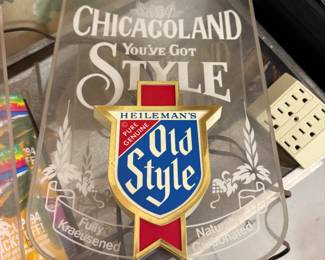 CHICAGOLAND
YOU'VE GOT
STYLE
HEILEMAN'S
PURE
GENUINE
Old
Style
Fully
Kraeusened
Naturally
Carbonated